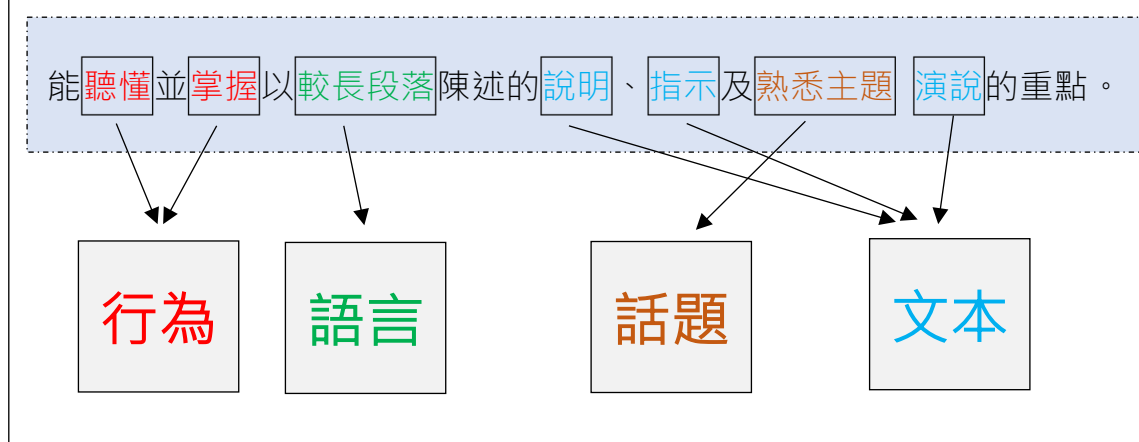 能聽懂並掌握以較長段落陳述的說明、指示及熟悉主題 演說的重點。
行為
語言
話題
文本